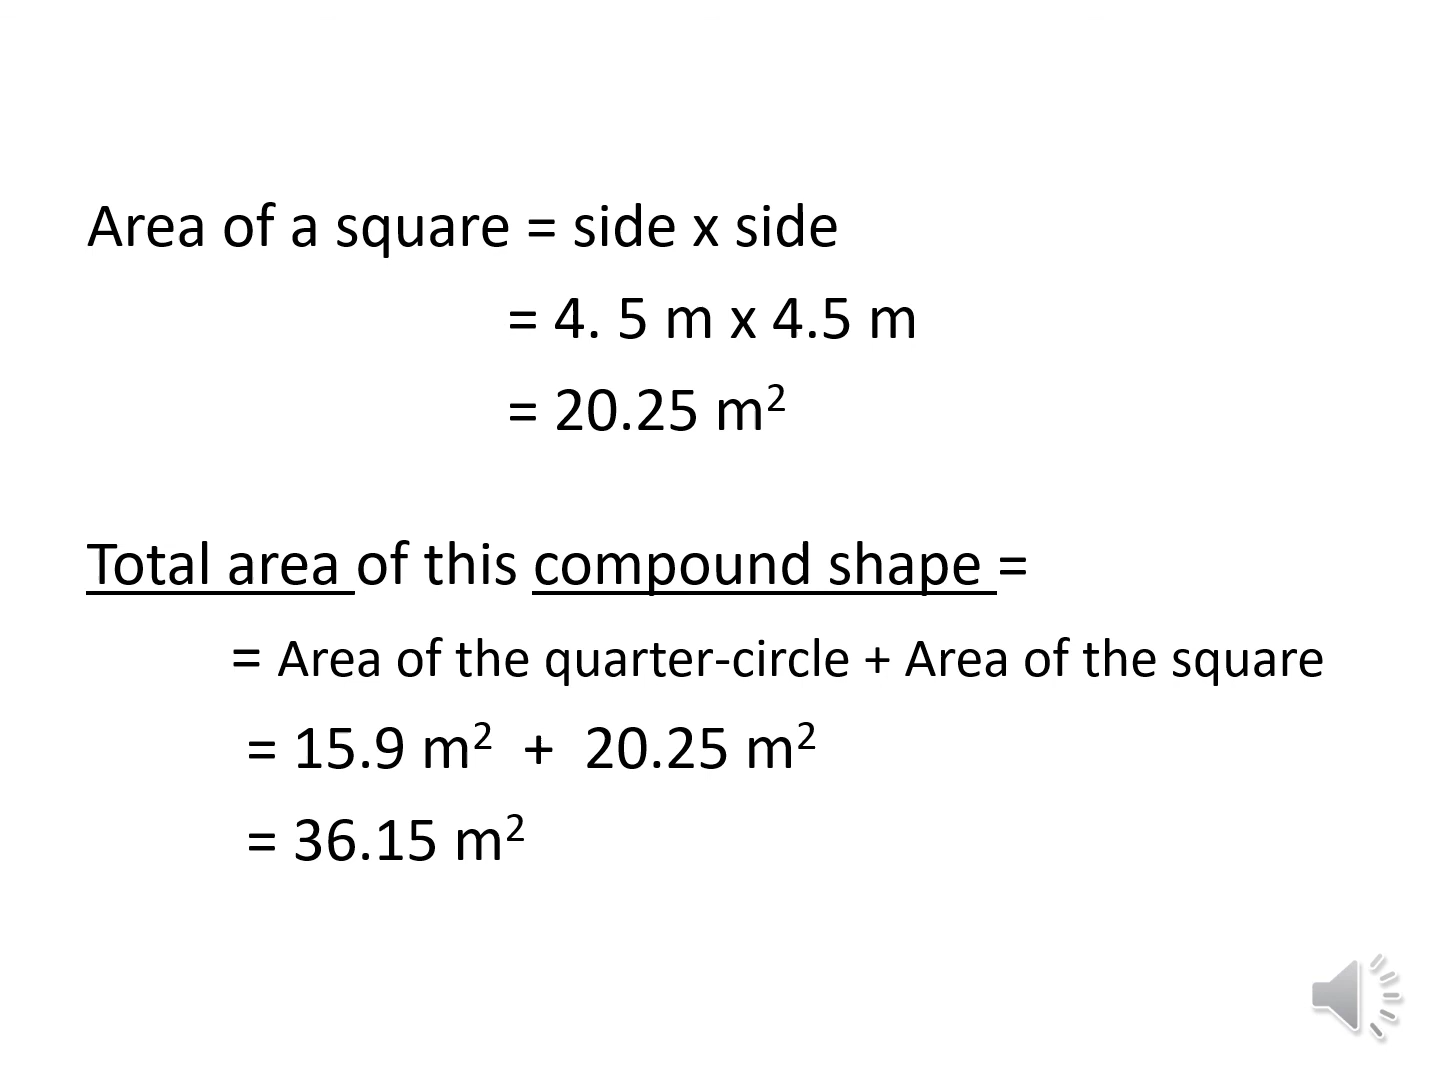 Area of a square = side x side
= 4. 5 m x 4.5 m
= 20.25 m²
Total area of this compound shape =
= Area of the quarter-circle + Area of the square
= 15.9 m² + 20.25 m²
= 36.15 m²